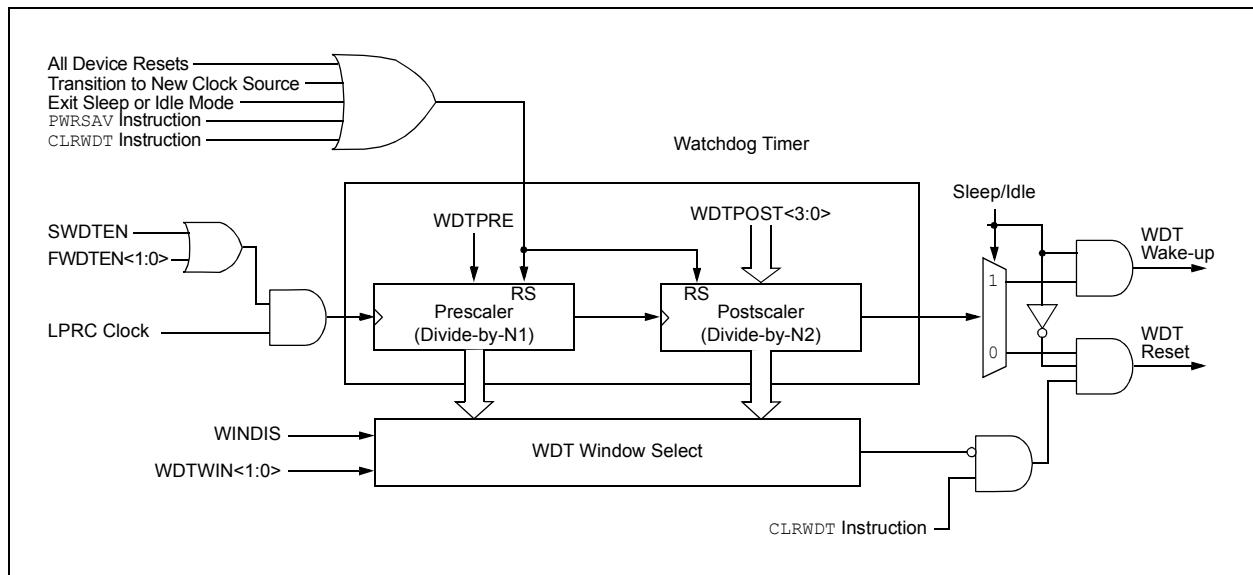 All Device Resets
Transition to New Clock Source
Exit Sleep or Idle Mode
PWRSAV Instruction
CLRWDT Instruction
Watchdog Timer
Sleep/Idle
SWDTEN
FWDTEN<1:0>
LPRC Clock
WDTPRE
WDTPOST<3:0>
RS
Prescaler
(Divide-by-N1)
RS
Postscaler
(Divide-by-N2)
1
0
WDT
Wake-up
WDT
Reset
WINDIS
WDTWIN<1:0>
WDT Window Select
CLRWDT Instruction